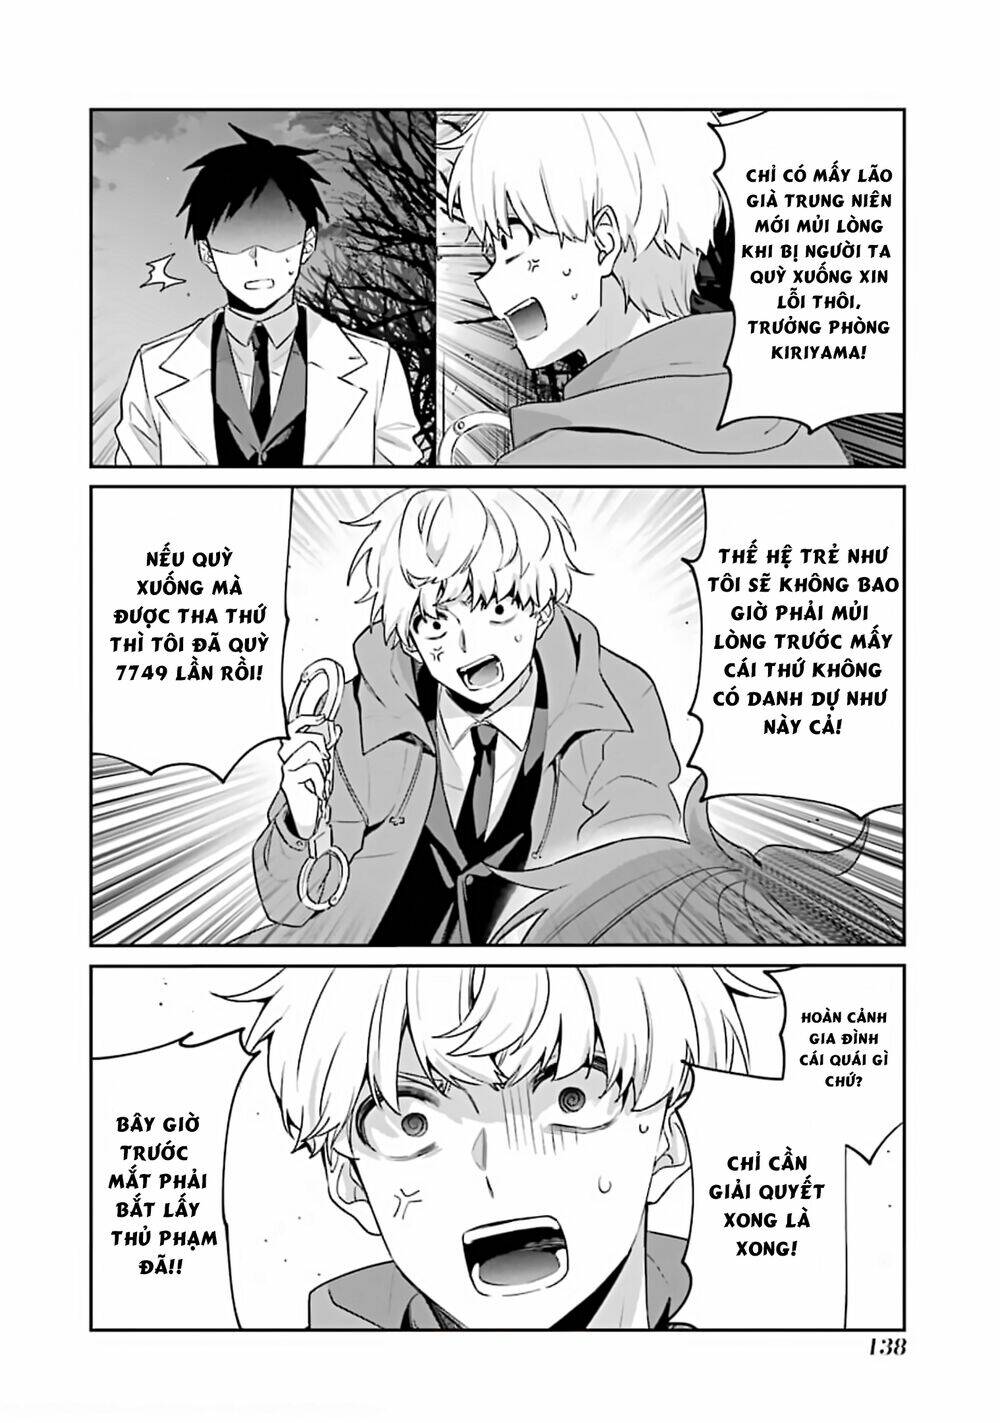 CHỈ CÓ MẤY LÃO
GIÀ TRUNG NIÊN
MỚI MỦI LÒNG
KHI BỊ NGƯỜI TA
QUỲ XUỐNG XIN
LỖI THÔI,
TRƯỞNG PHÒNG
KIRIYAMA!
THẾ HỆ TRẺ NHƯ
TÔI SẼ KHÔNG BAO
GIỜ PHẢI MỦI
LÒNG TRƯỚC MẤY
CÁI THỨ KHÔNG
CÓ DANH DỰ NHƯ
NÀY CẢ!
NẾU QUỲ
XUỐNG MÀ
ĐƯỢC THA THỨ
THÌ TÔI ĐÃ QUỲ
7749 LẦN RỒI!
HOÀN CẢNH
GIA ĐÌNH
CÁI QUÁI GÌ
CHỨ?
CHỈ CẦN
GIẢI QUYẾT
XONG LÀ
XONG!
BÂY GIỜ
TRƯỚC
MẮT PHẢI
BẮT LẤY
THỦ PHẠM
ĐÃ!!
138